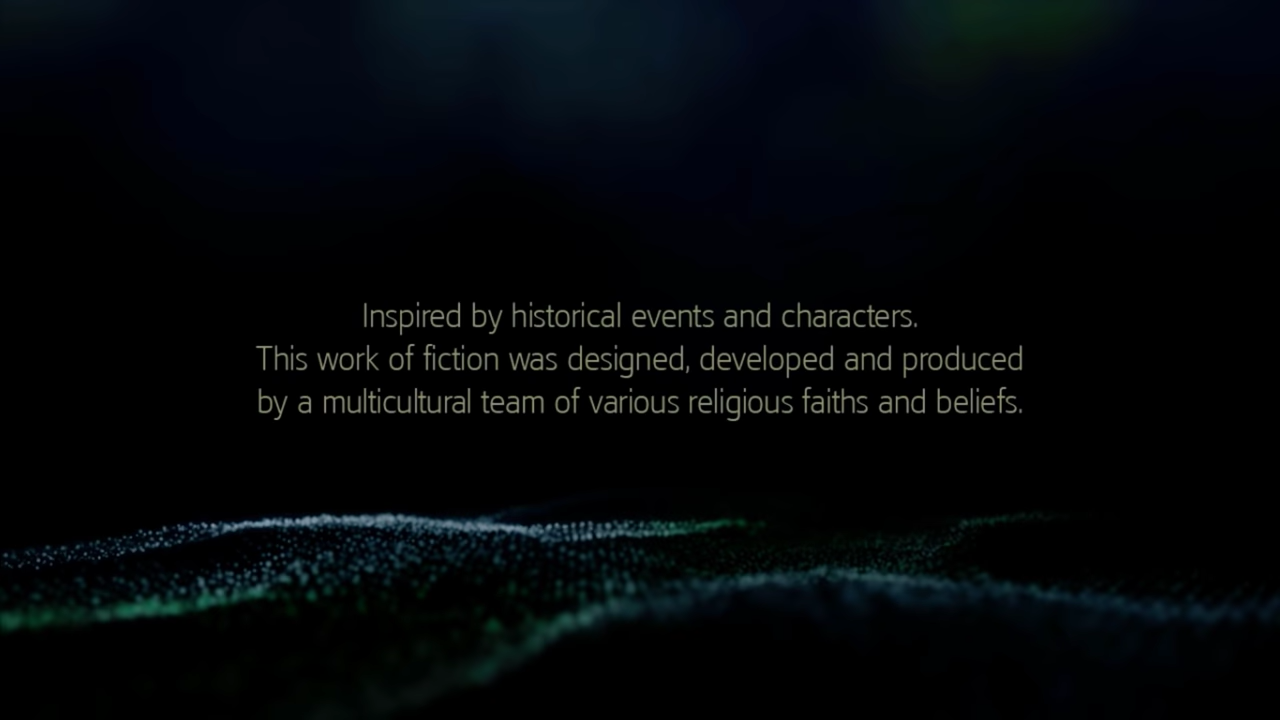 Inspired by historical events and characters.
This work of fiction was designed, developed and produced
by a multicultural team of various religious faiths and beliefs.